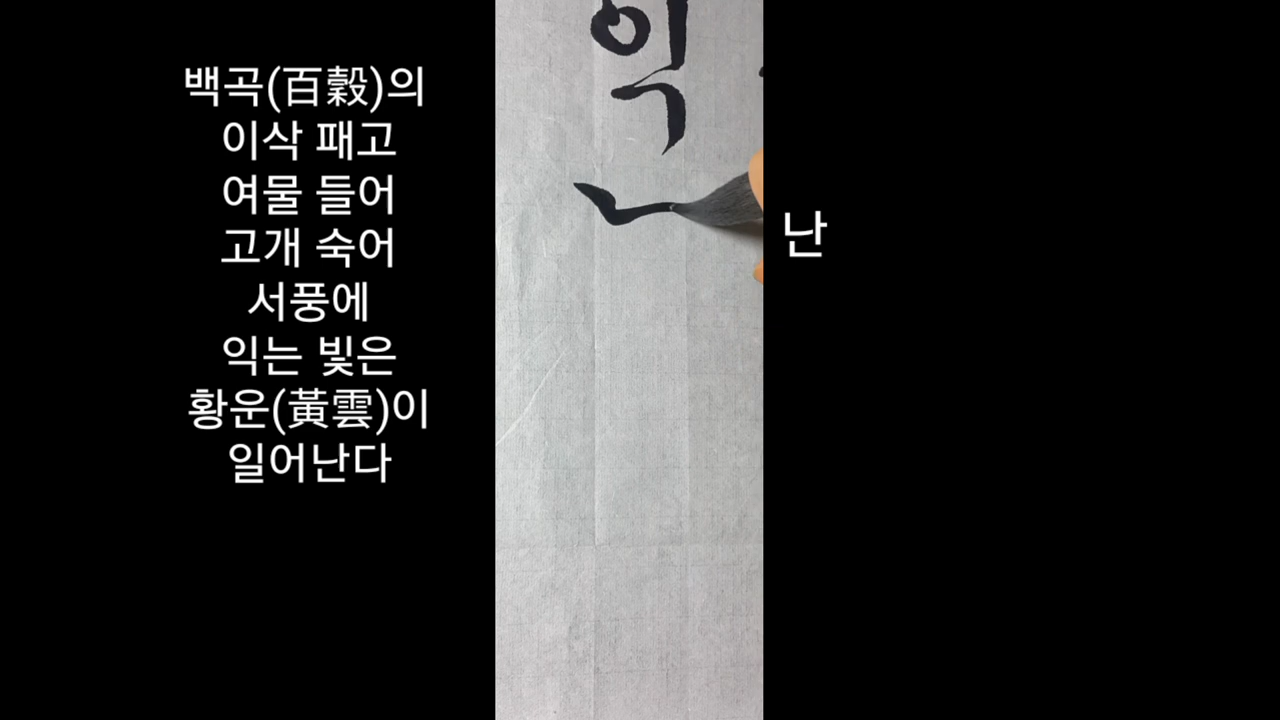 백곡(百穀)의
이삭 패고
여물 들어
고개 숙어
서풍에
익는 빛은
황운(黃雲)이
일어난다
익
난